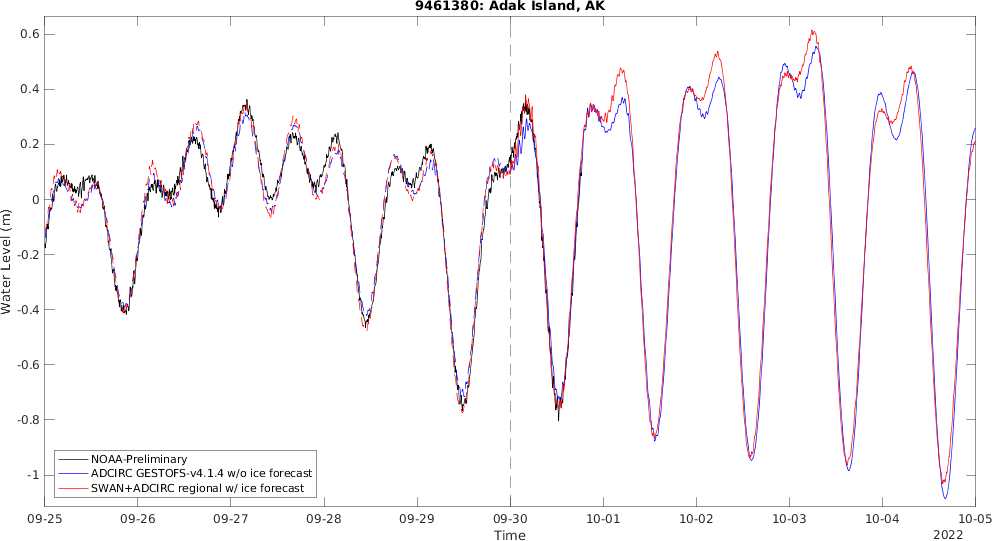 9461380: Adak Island, AK
Water Level (m)
0.6
0.4
0.2
0
-0.2
-0.4
-0.6
-0.8
-1
NOAA-Preliminary
ADCIRC GESTOFS-v4.1.4 w/o ice forecast
SWAN+ADCIRC regional w/ ice forecast
09-25 09-26 09-27 09-28 09-29 09-30 10-01 10-02 10-03 10-04 10-05
Time
2022